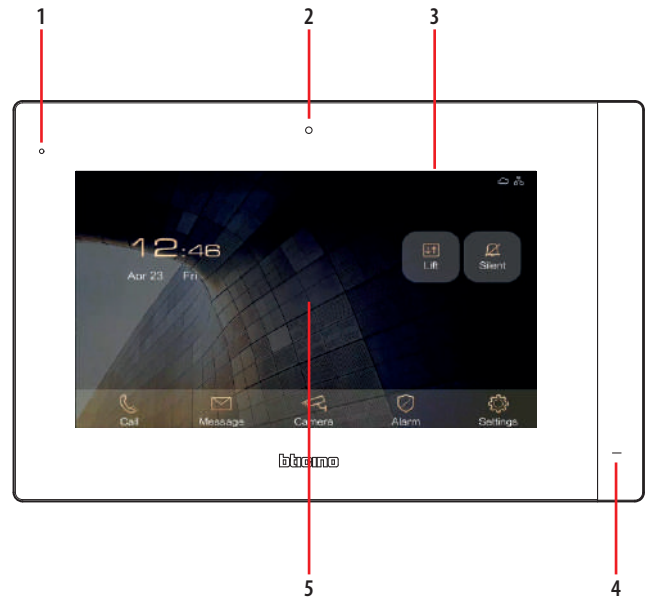 1 2 3
12:46
Apr 23 Fri
Lift Silent
Call Message Camera Alarm Settings
bticino
5 4